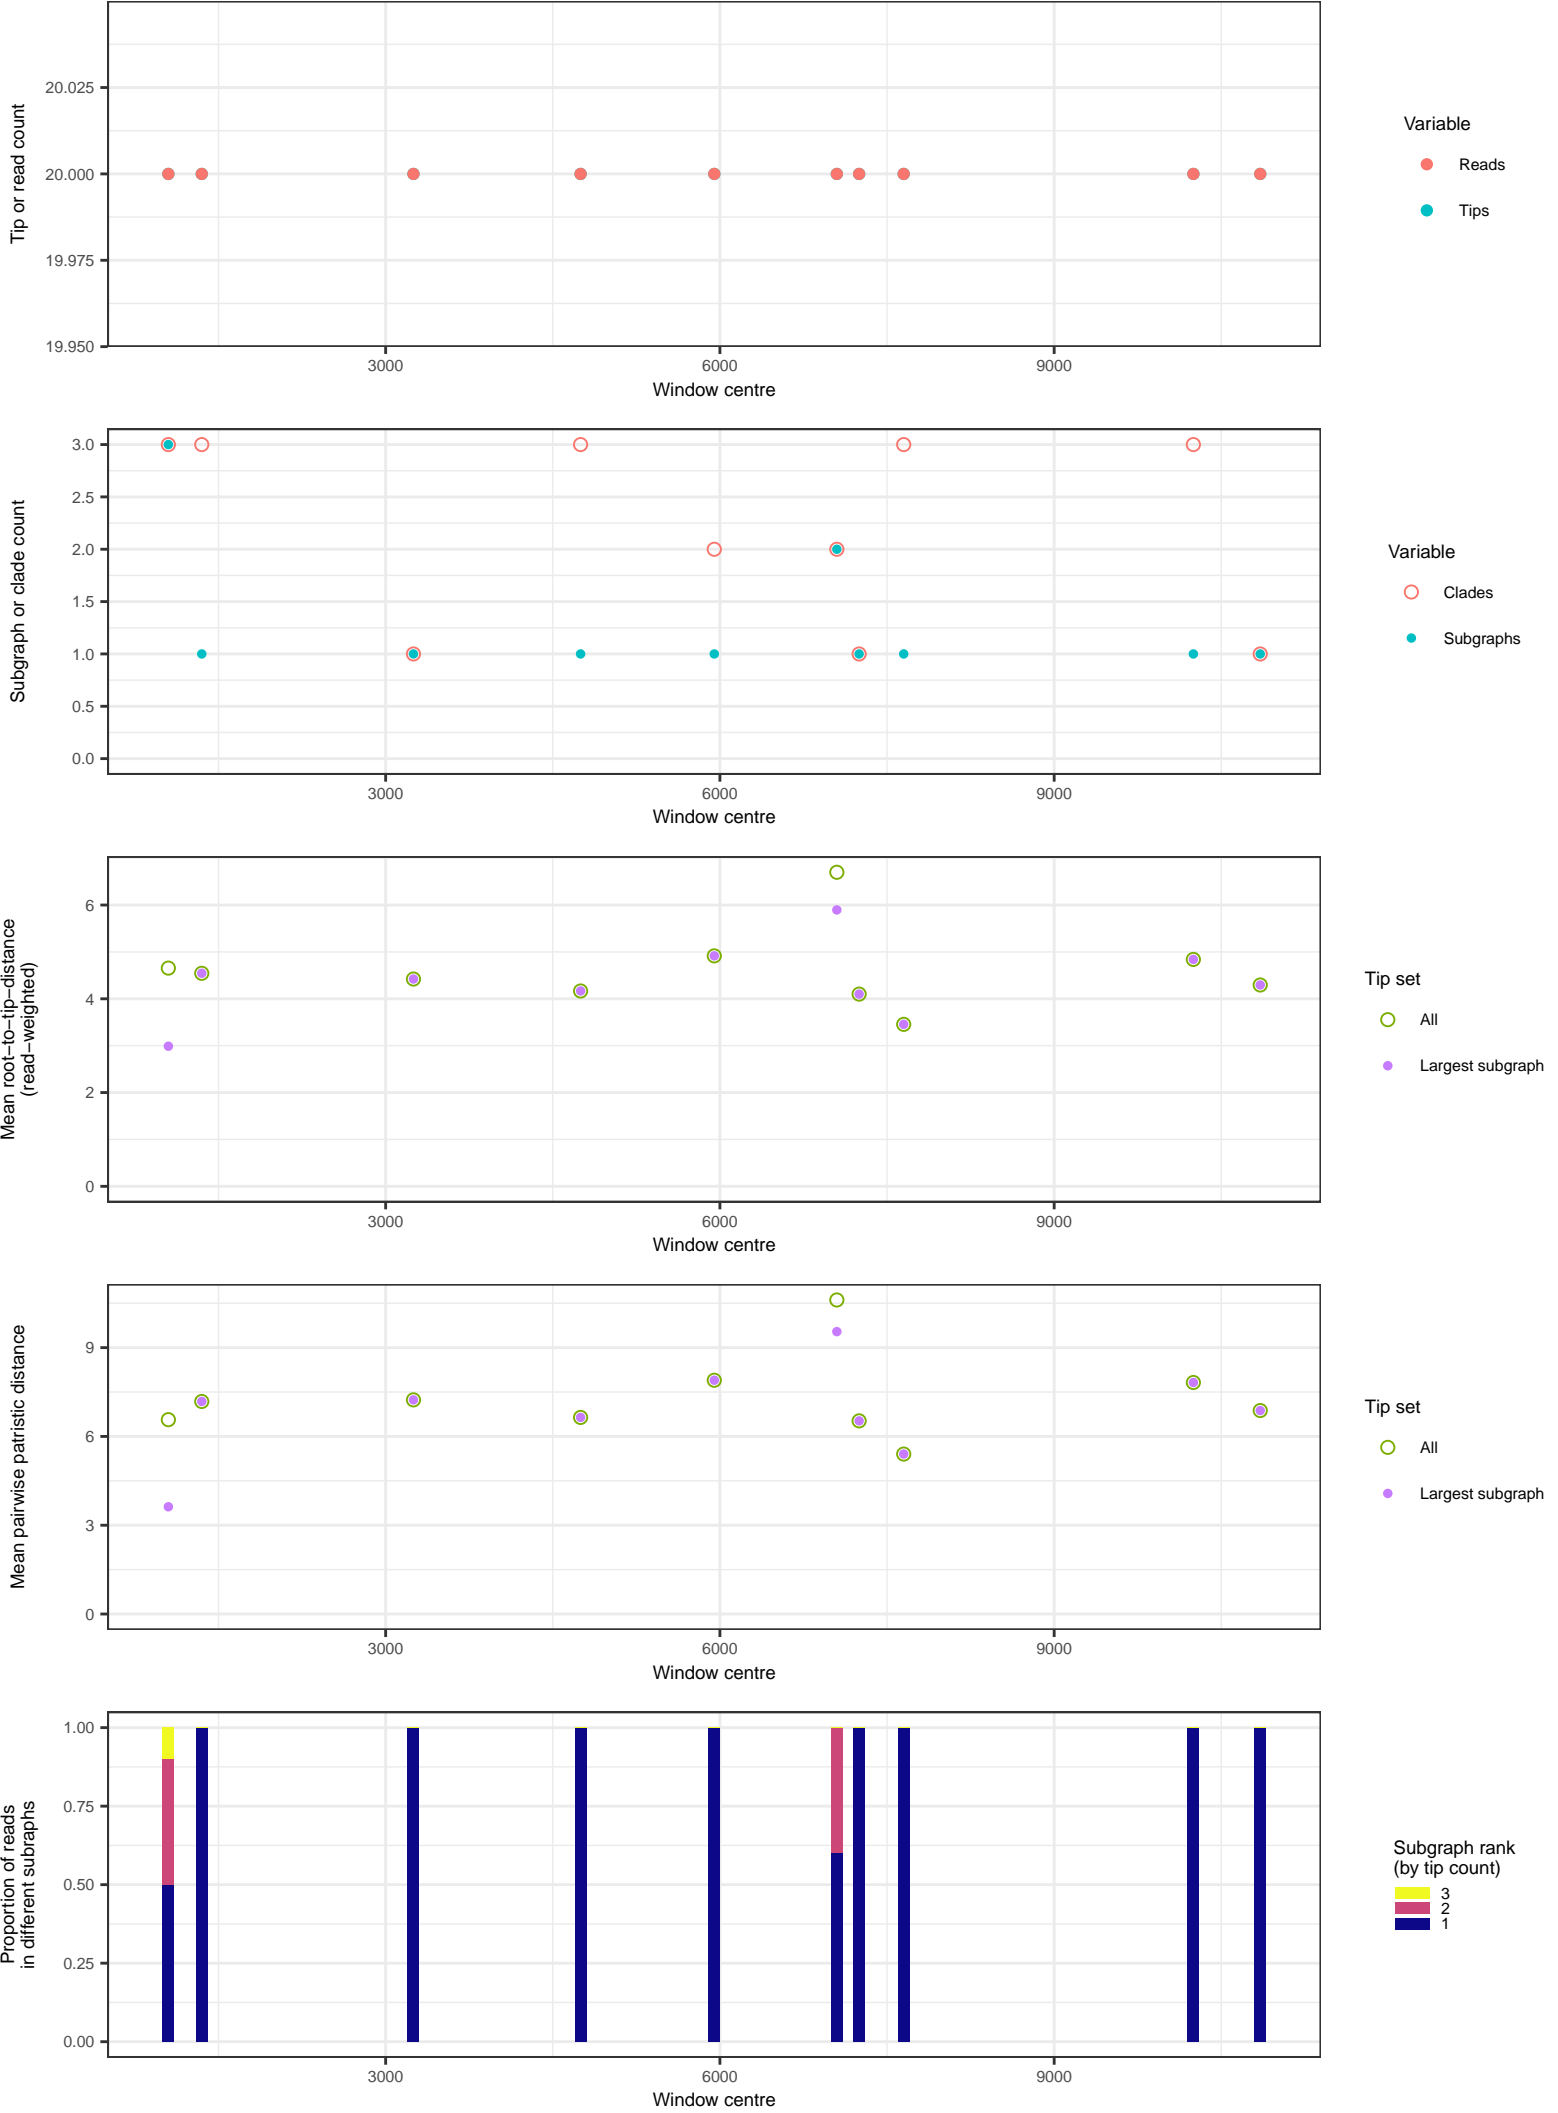 20.025
20.000
19.975
19.950
Tip or read count
3000 6000 9000
Window centre
Variable
Reads
Tips
3.0
2.5
2.0
1.5
1.0
0.5
0.0
Subgraph or clade count
3000 6000 9000
Window centre
Variable
Clades
Subgraphs
6
4
2
0
Mean root−to−tip−distance
(read−weighted)
3000 6000 9000
Window centre
Tip set
All
Largest subgraph
9
6
3
0
Mean pairwise patristic distance
3000 6000 9000
Window centre
Tip set
All
Largest subgraph
1.00
0.75
0.50
0.25
0.00
Proportion of reads
in different subraphs
3000 6000 9000
Window centre
Subgraph rank
(by tip count)
3
2
1